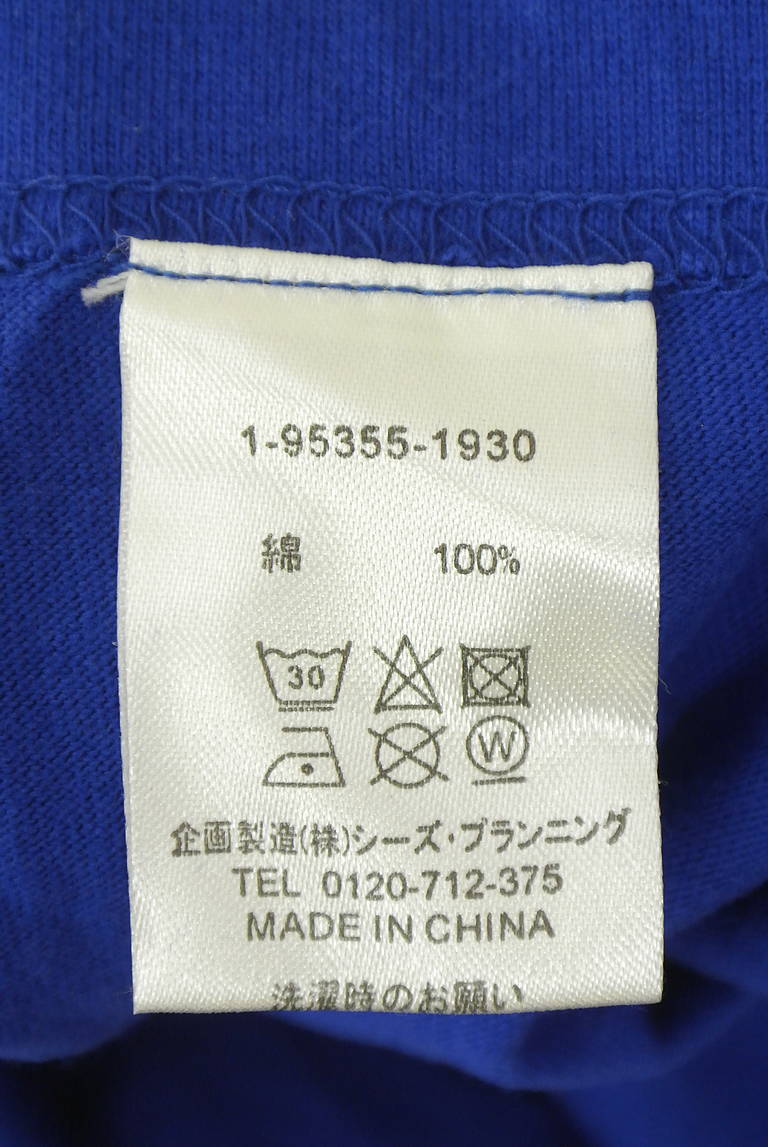 1-95355-1930
綿 100%
30
W
企画製造(株)シーズ・プランニング
TEL 0120-712-375
MADE IN CHINA
洗濯時のお願い